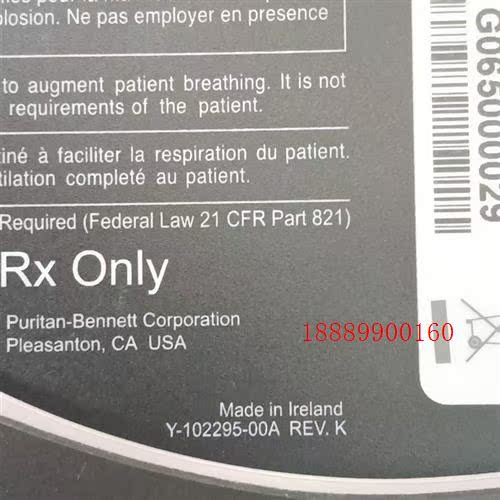 plosion. Ne pas employer en presence
to augment patient breathing. It is not
requirements of the patient.
tiné à faciliter la respiration du patient.
tilation completé au patient.
Required (Federal Law 21 CFR Part 821)
Rx Only
Puritan-Bennett Corporation
Pleasanton, CA USA
Made in Ireland
Y-102295-00A REV. K
G065000029
18889900160